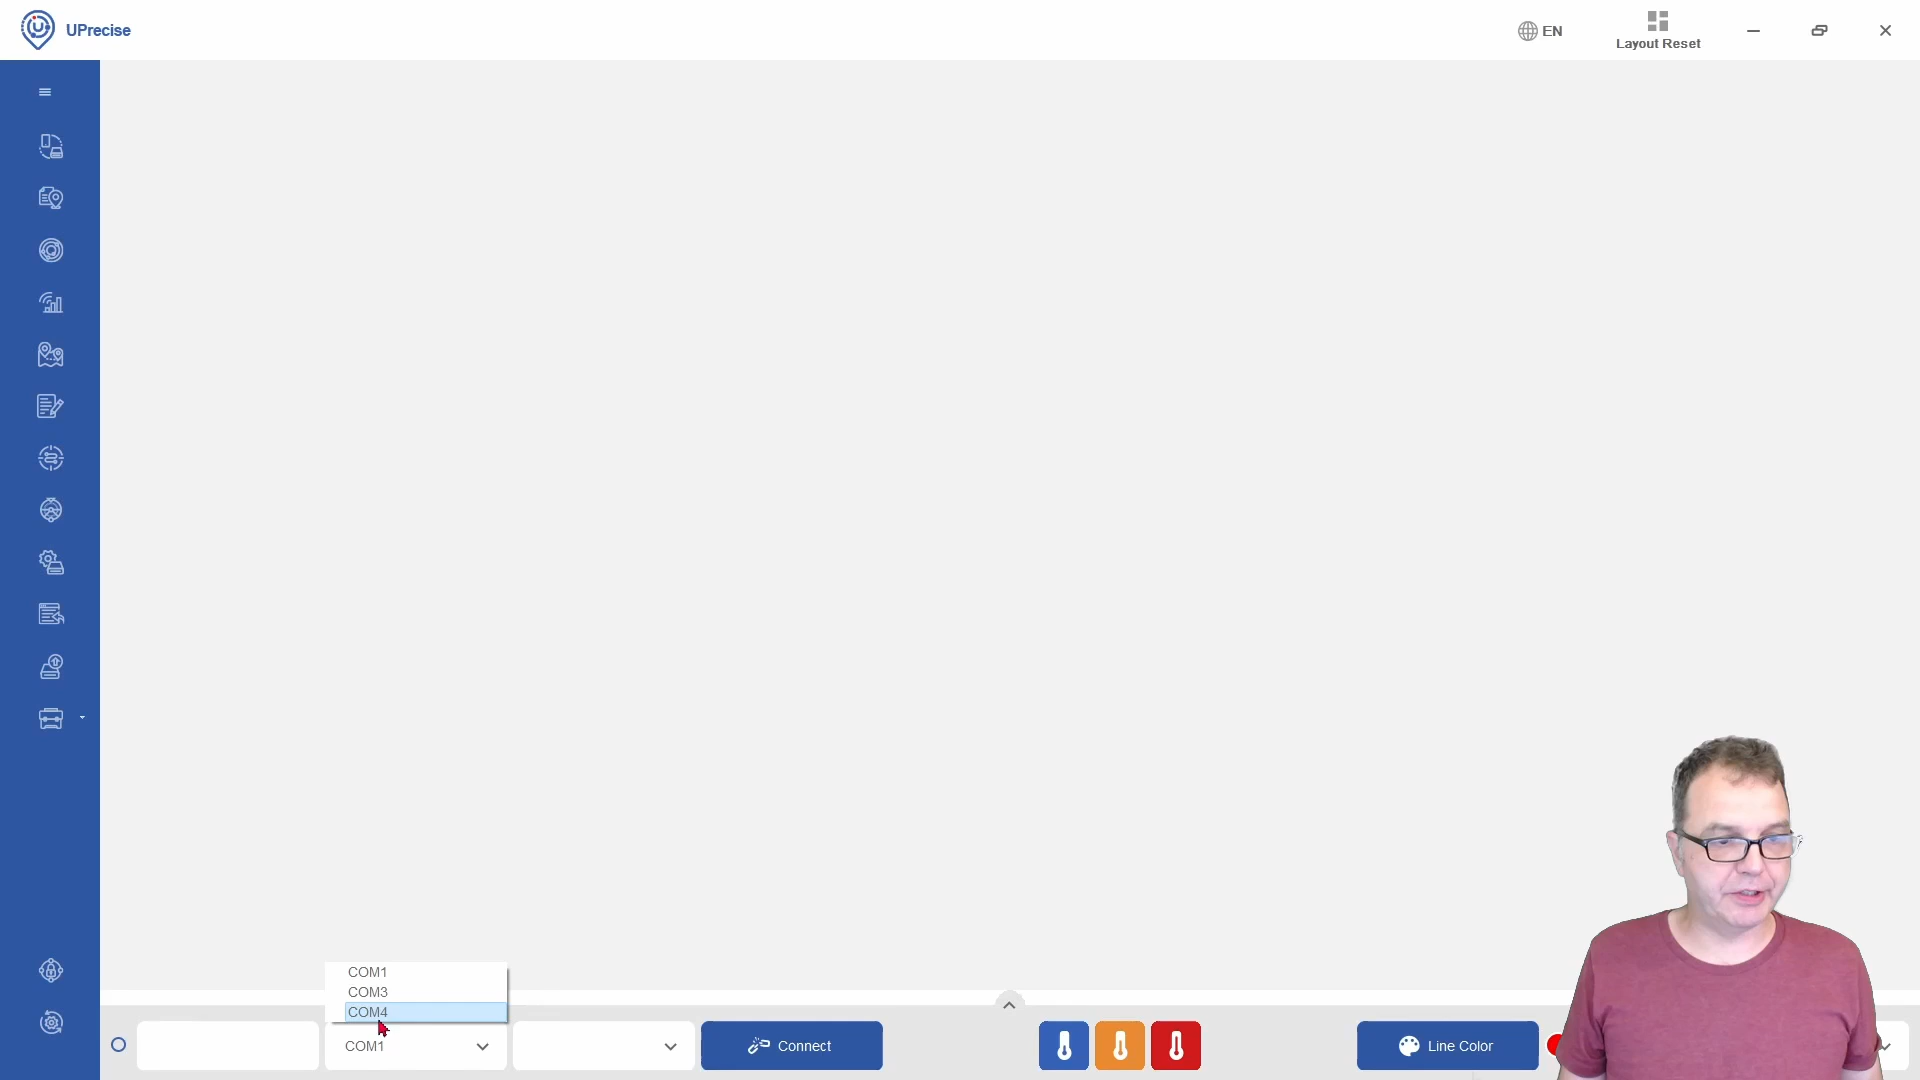 UPrecise
EN
Layout Reset
COM1
COM3
COM4
COM1
Connect
Line Color